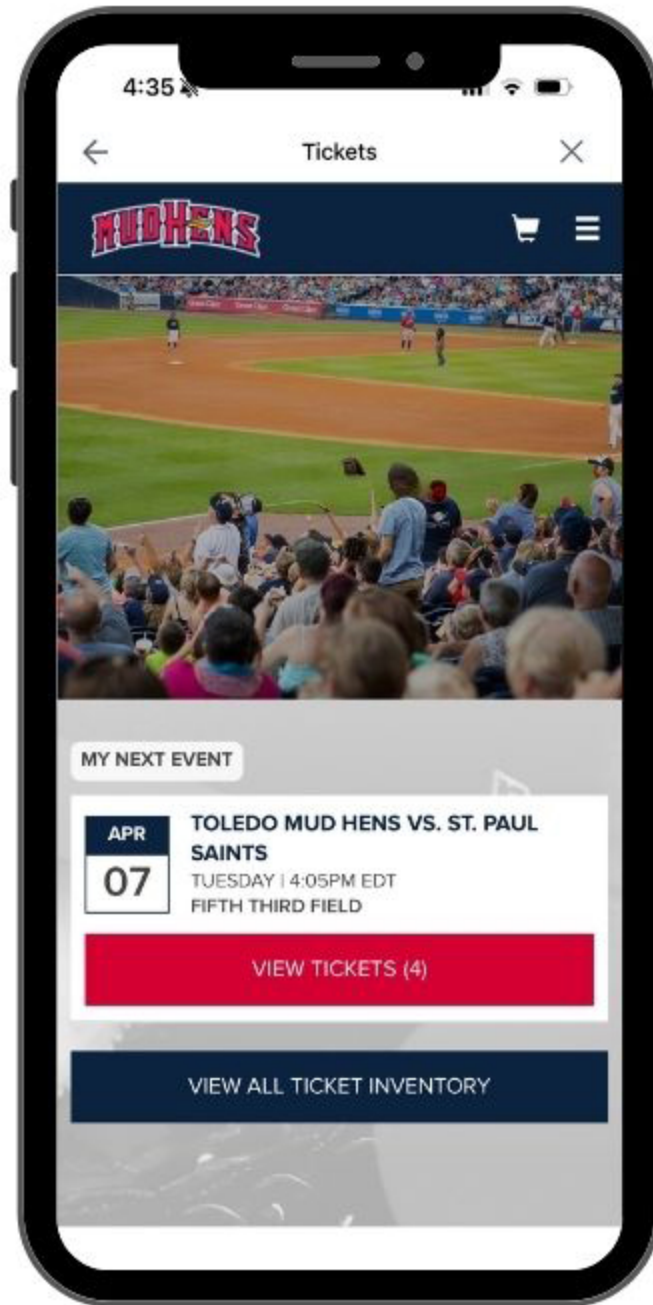 4:35
Tickets
MUDHENS
MY NEXT EVENT
APR
07
TOLEDO MUD HENS VS. ST. PAUL
SAINTS
TUESDAY | 4:05PM EDT
FIFTH THIRD FIELD
VIEW TICKETS (4)
VIEW ALL TICKET INVENTORY